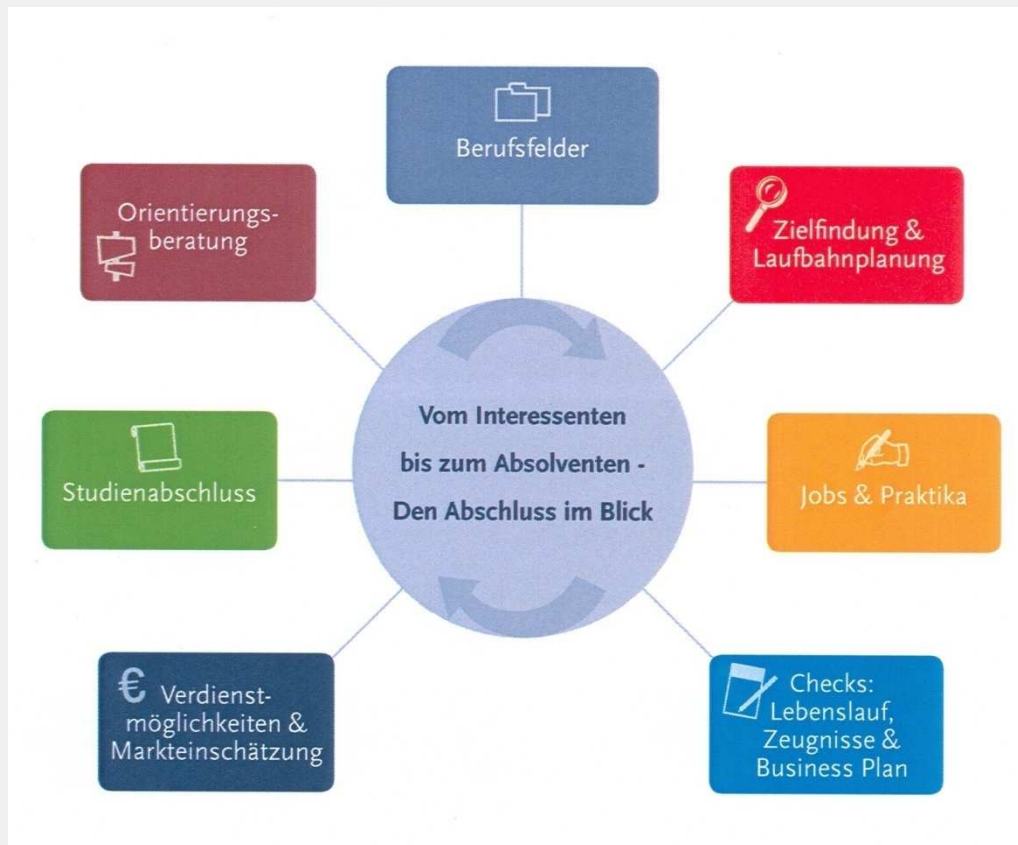 Berufsfelder
Orientierungs-
beratung
Zielfindung &
Laufbahnplanung
Vom Interessenten
bis zum Absolventen -
Den Abschluss im Blick
Studienabschluss
Jobs & Praktika
€ Verdienst-
möglichkeiten &
Markteinschätzung
Checks:
Lebenslauf,
Zeugnisse &
Business Plan